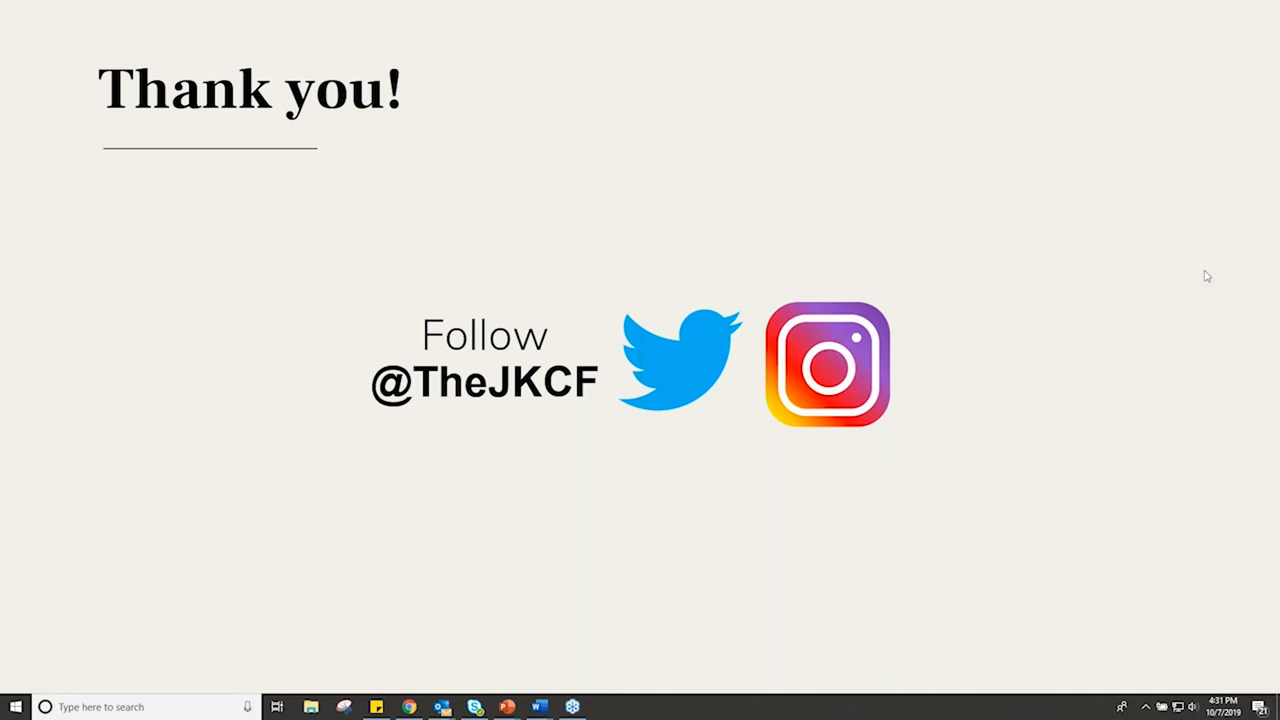 Thank you!
Follow
@TheJKCF
Type here to search
4:31 PM
10/7/2019